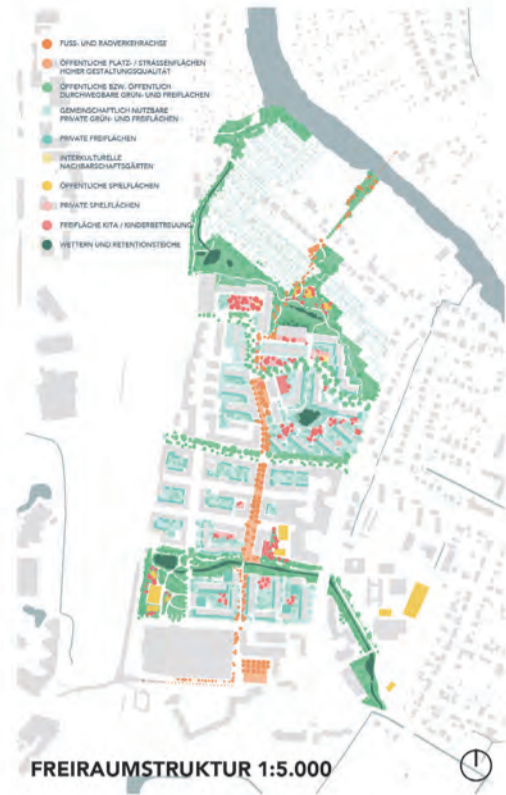 FUSS- UND RADVERKEHRACHSE
ÖFFENTLICHE PLATZ- / STRASSENFLÄCHEN
HOHER GESTALTUNGSQUALITÄT
ÖFFENTLICHE BZW. ÖFFENTLICH
DURCHWEGBARE GRÜN- UND FREIFLÄCHEN
GEMEINSCHAFTLICH NUTZBARE
PRIVATE GRÜN- UND FREIFLÄCHEN
PRIVATE FREIFLÄCHEN
INTERKULTURELLE
NACHBARSCHAFTSGÄRTEN
ÖFFENTLICHE SPIELFLÄCHEN
PRIVATE SPIELFLÄCHEN
FREIFLÄCHE KITA / KINDERBETREUUNG
WETTERN UND RETENTIONSTEICHE
FREIRAUMSTRUKTUR 1:5.000